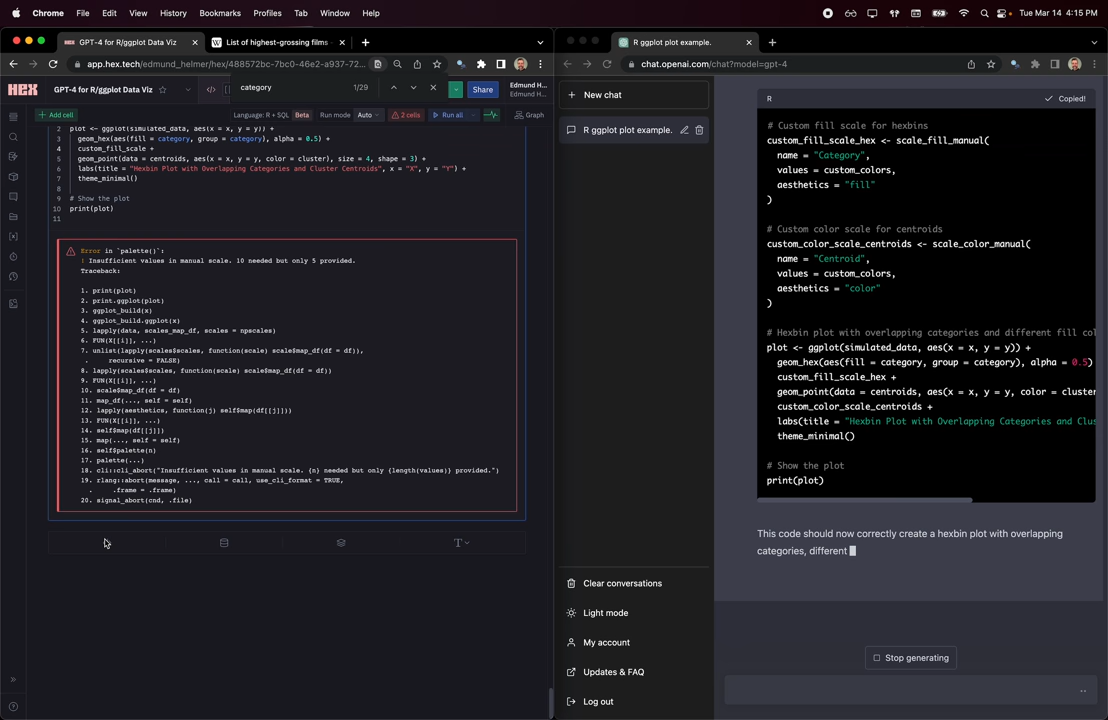 Chrome File Edit View History Bookmarks Profiles Tab Window Help Tue Mar 14 4:15 PM
GPT-4 for R/ggplot Data Viz List of highest-grossing films -
app.hex.tech/edmund_helmer/hex/488572bc-7bc0-46e2-a937-72...
HEX GPT-4 for R/ggplot Data Viz category 1/29 Share Edmund H...
Edmund H...
Add cell Language: R + SQL Beta Run mode Auto 2 cells Run all Graph
2 plot <- ggplot(simulated_data, aes(x = x, y = y)) +
3 geom_hex(aes(fill = category, group = category), alpha = 0.5) +
4 custom_fill_scale +
5 geom_point(data = centroids, aes(x = x, y = y, color = cluster), size = 4, shape = 3) +
6 labs(title = "Hexbin Plot with Overlapping Categories and Cluster Centroids", x = "X", y = "Y") +
7 theme_minimal()
8
9 # Show the plot
10 print(plot)
11
Error in `palette()`:
! Insufficient values in manual scale. 10 needed but only 5 provided.
Traceback:
1. print(plot)
2. print.ggplot(plot)
3. ggplot_build(x)
4. ggplot_build.ggplot(x)
5. lapply(data, scales_map_df, scales = npscales)
6. FUN(X[[i]], ...)
7. unlist(lapply(scales$scales, function(scale) scale$map_df(df = df)),
. recursive = FALSE)
8. lapply(scales$scales, function(scale) scale$map_df(df = df))
9. FUN(X[[i]], ...)
10. scale$map_df(df = df)
11. map_df(..., self = self)
12. lapply(aesthetics, function(j) self$map(df[[j]]))
13. FUN(X[[i]], ...)
14. self$map(df[[j]])
15. map(..., self = self)
16. self$palette(n)
17. palette(...)
18. cli::cli_abort("Insufficient values in manual scale. {n} needed but only {length(values)} provided.")
19. rlang::abort(message, ..., call = call, use_cli_format = TRUE,
. .frame = .frame)
20. signal_abort(cnd, .file)
T
R ggplot plot example.
chat.openai.com/chat?model=gpt-4
New chat
R ggplot plot example.
Clear conversations
Light mode
My account
Updates & FAQ
Log out
R Copied!
# Custom fill scale for hexbins
custom_fill_scale_hex <- scale_fill_manual(
name = "Category",
values = custom_colors,
aesthetics = "fill"
)
# Custom color scale for centroids
custom_color_scale_centroids <- scale_color_manual(
name = "Centroid",
values = custom_colors,
aesthetics = "color"
)
# Hexbin plot with overlapping categories and different fill col
plot <- ggplot(simulated_data, aes(x = x, y = y)) +
geom_hex(aes(fill = category, group = category), alpha = 0.5)
custom_fill_scale_hex +
geom_point(data = centroids, aes(x = x, y = y, color = cluster
custom_color_scale_centroids +
labs(title = "Hexbin Plot with Overlapping Categories and Clus
theme_minimal()
# Show the plot
print(plot)
This code should now correctly create a hexbin plot with overlapping
categories, different
Stop generating